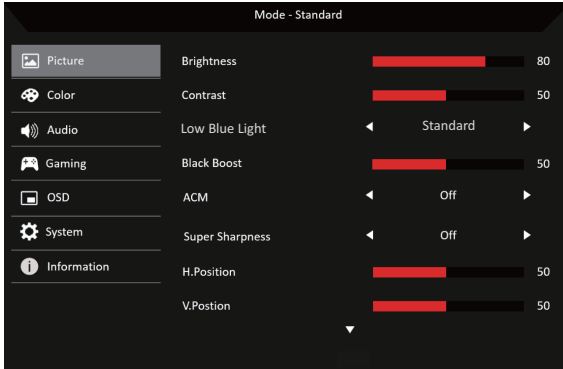 Mode - Standard
Picture
Brightness 80
Color
Contrast 50
Audio
Low Blue Light Standard
Gaming
Black Boost 50
OSD
ACM Off
System
Super Sharpness Off
Information
H.Position 50
V.Postion 50